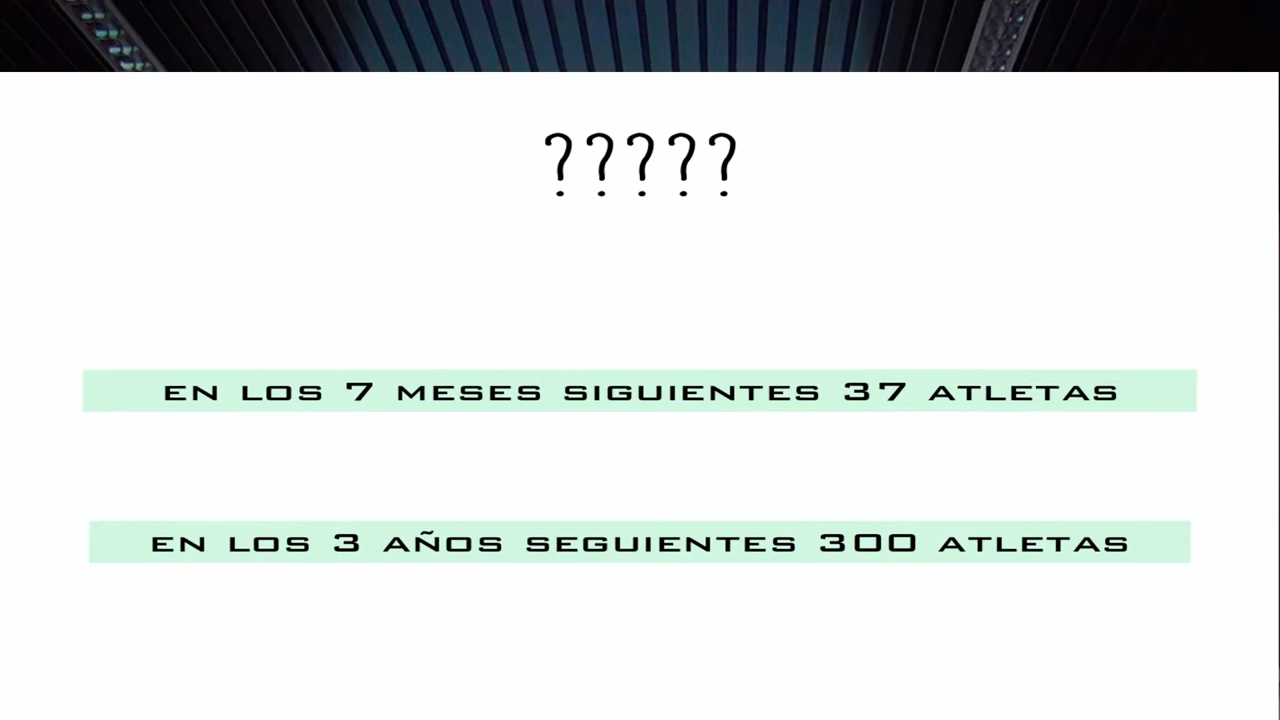 ?????
EN LOS 7 MESES SIGUIENTES 37 ATLETAS
EN LOS 3 AÑOS SEGUIENTES 300 ATLETAS